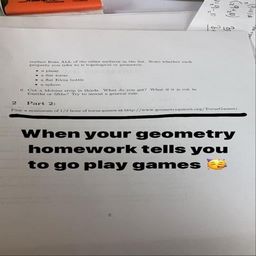 surface from ALL of the other surfaces in the list. State whether each
property you take is topological or geometric.
• a plane
• a flat torus
• a flat Klein bottle
• a sphere
6. Cut a Möbius strip in thirds. What do you get? What if it is cut in
fourths or fifths? Try to invent a general rule.
2 Part 2:
Play a minimum of 1/2 hour of torus games at http://www.geometrygames.org/TorusGames/
When your geometry
homework tells you
to go play games 🥳